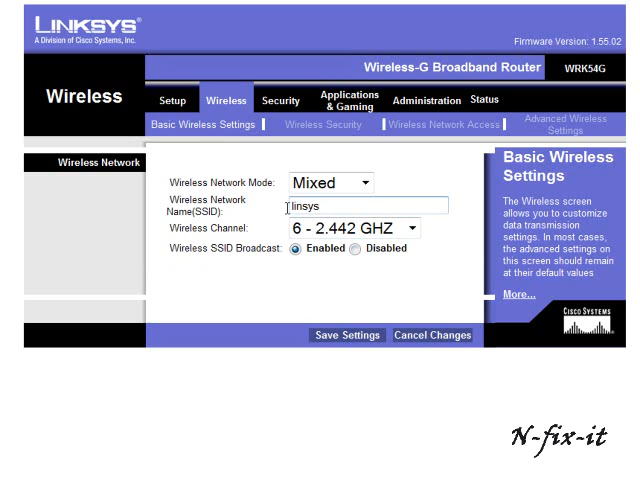 LINKSYS®
A Division of Cisco Systems, Inc.
Firmware Version: 1.55.02
Wireless-G Broadband Router WRK54G
Wireless
Setup Wireless Security Applications & Gaming Administration Status
Basic Wireless Settings Wireless Security Wireless Network Access Advanced Wireless Settings
Wireless Network
Wireless Network Mode: Mixed
Wireless Network Name(SSID): linsys
Wireless Channel: 6 - 2.442 GHZ
Wireless SSID Broadcast: Enabled Disabled
Basic Wireless
Settings
The Wireless screen
allows you to customize
data transmission
settings. In most cases,
the advanced settings on
this screen should remain
at their default values
More...
CISCO SYSTEMS
Save Settings Cancel Changes
N-fix-it